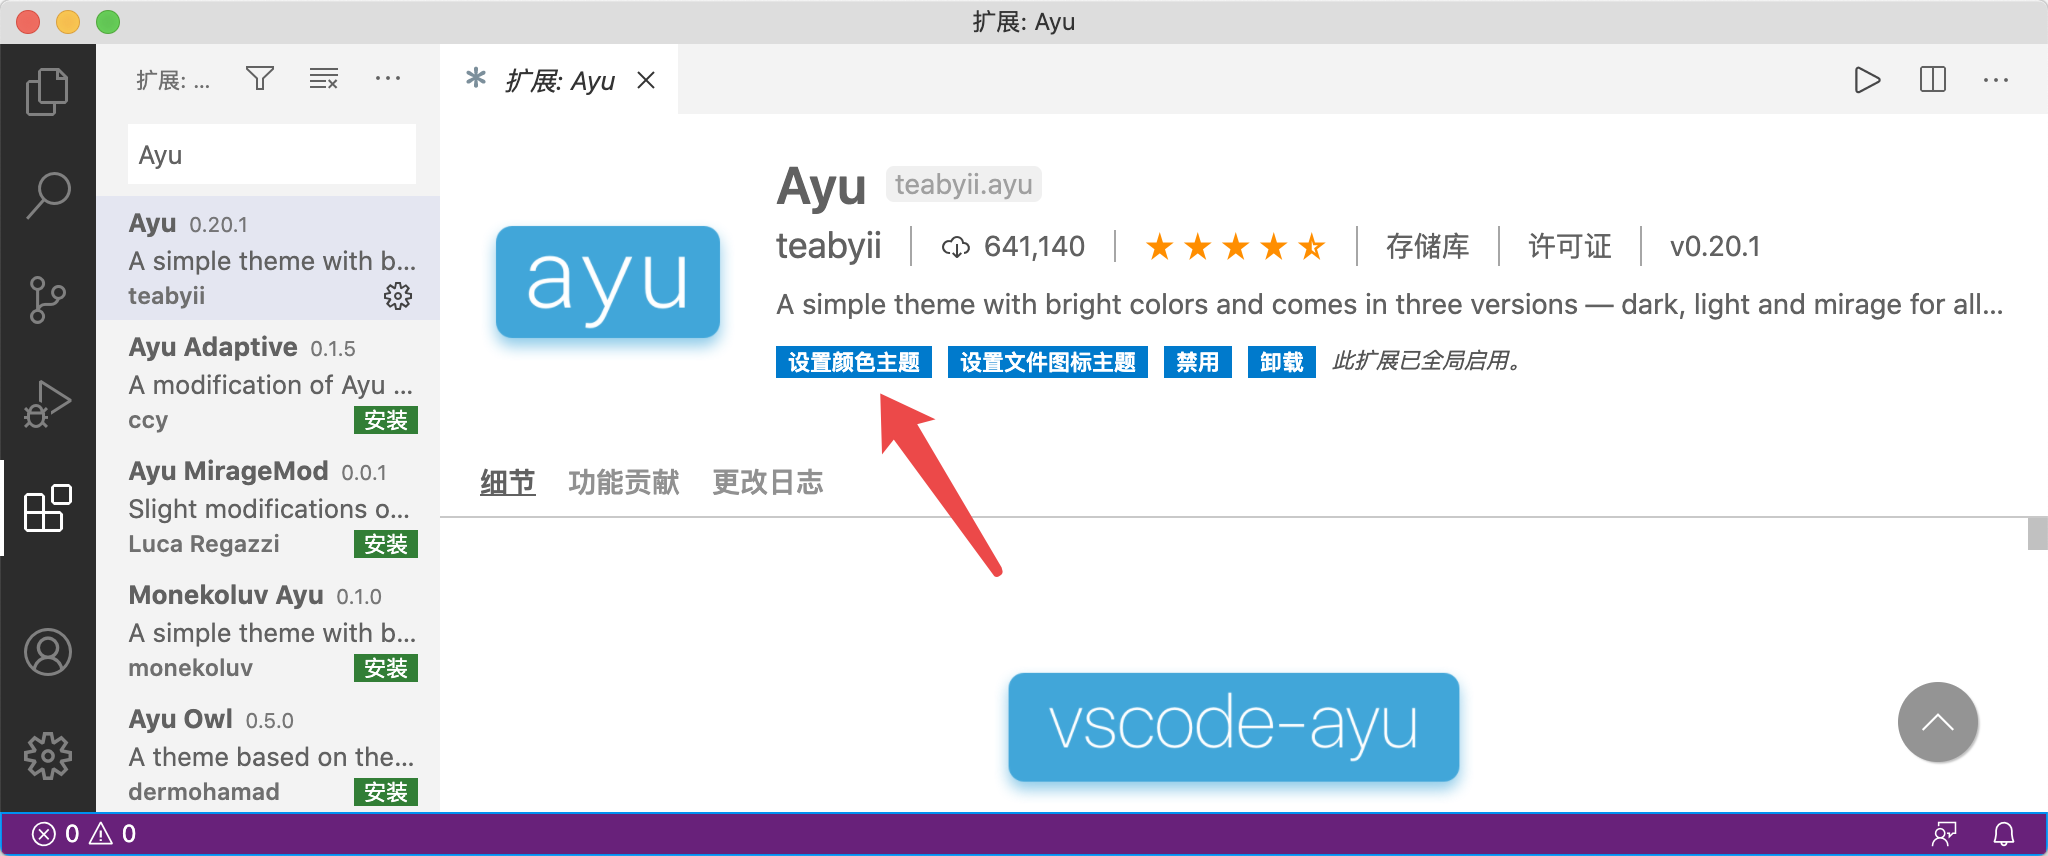 扩展: Ayu
扩展: ...
Ayu
Ayu 0.20.1
A simple theme with b...
teabyii
Ayu Adaptive 0.1.5
A modification of Ayu ...
ccy 安装
Ayu MirageMod 0.0.1
Slight modifications o...
Luca Regazzi 安装
Monekoluv Ayu 0.1.0
A simple theme with b...
monekoluv 安装
Ayu Owl 0.5.0
A theme based on the...
dermohamad 安装
扩展: Ayu
ayu
Ayu teabyii.ayu
teabyii 641,140 存储库 许可证 v0.20.1
A simple theme with bright colors and comes in three versions — dark, light and mirage for all...
设置颜色主题 设置文件图标主题 禁用 卸载 此扩展已全局启用。
细节 功能贡献 更改日志
vscode-ayu
0 0